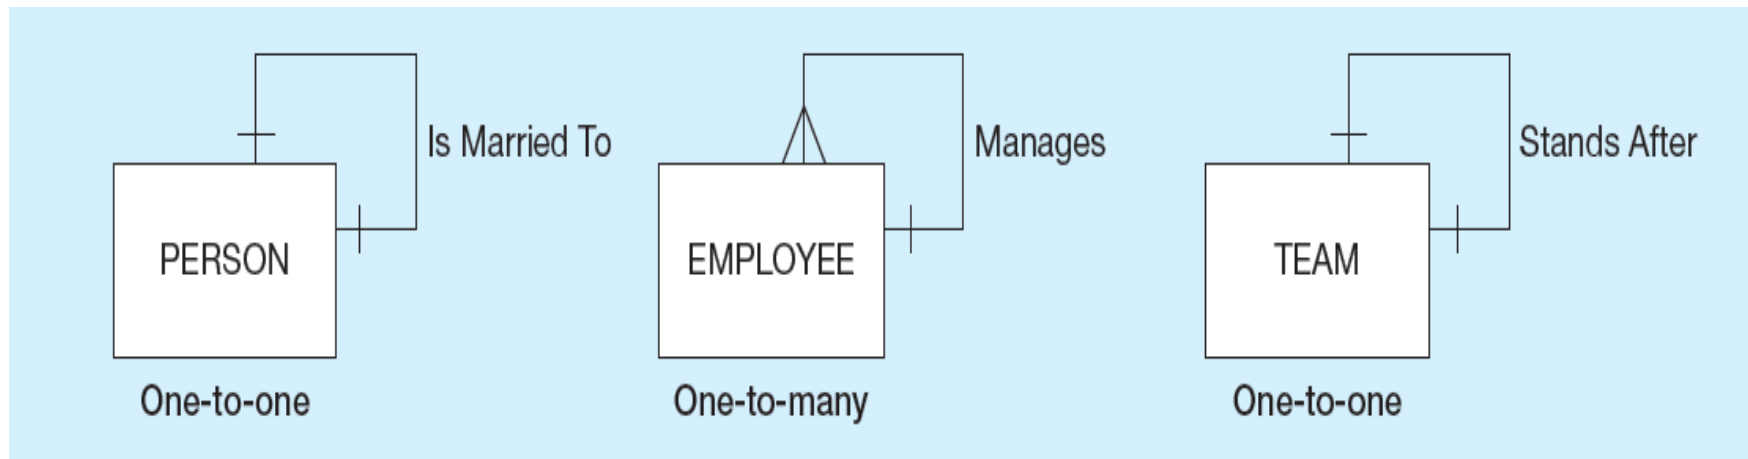 Is Married To
Manages
Stands After
PERSON
EMPLOYEE
TEAM
One-to-one
One-to-many
One-to-one